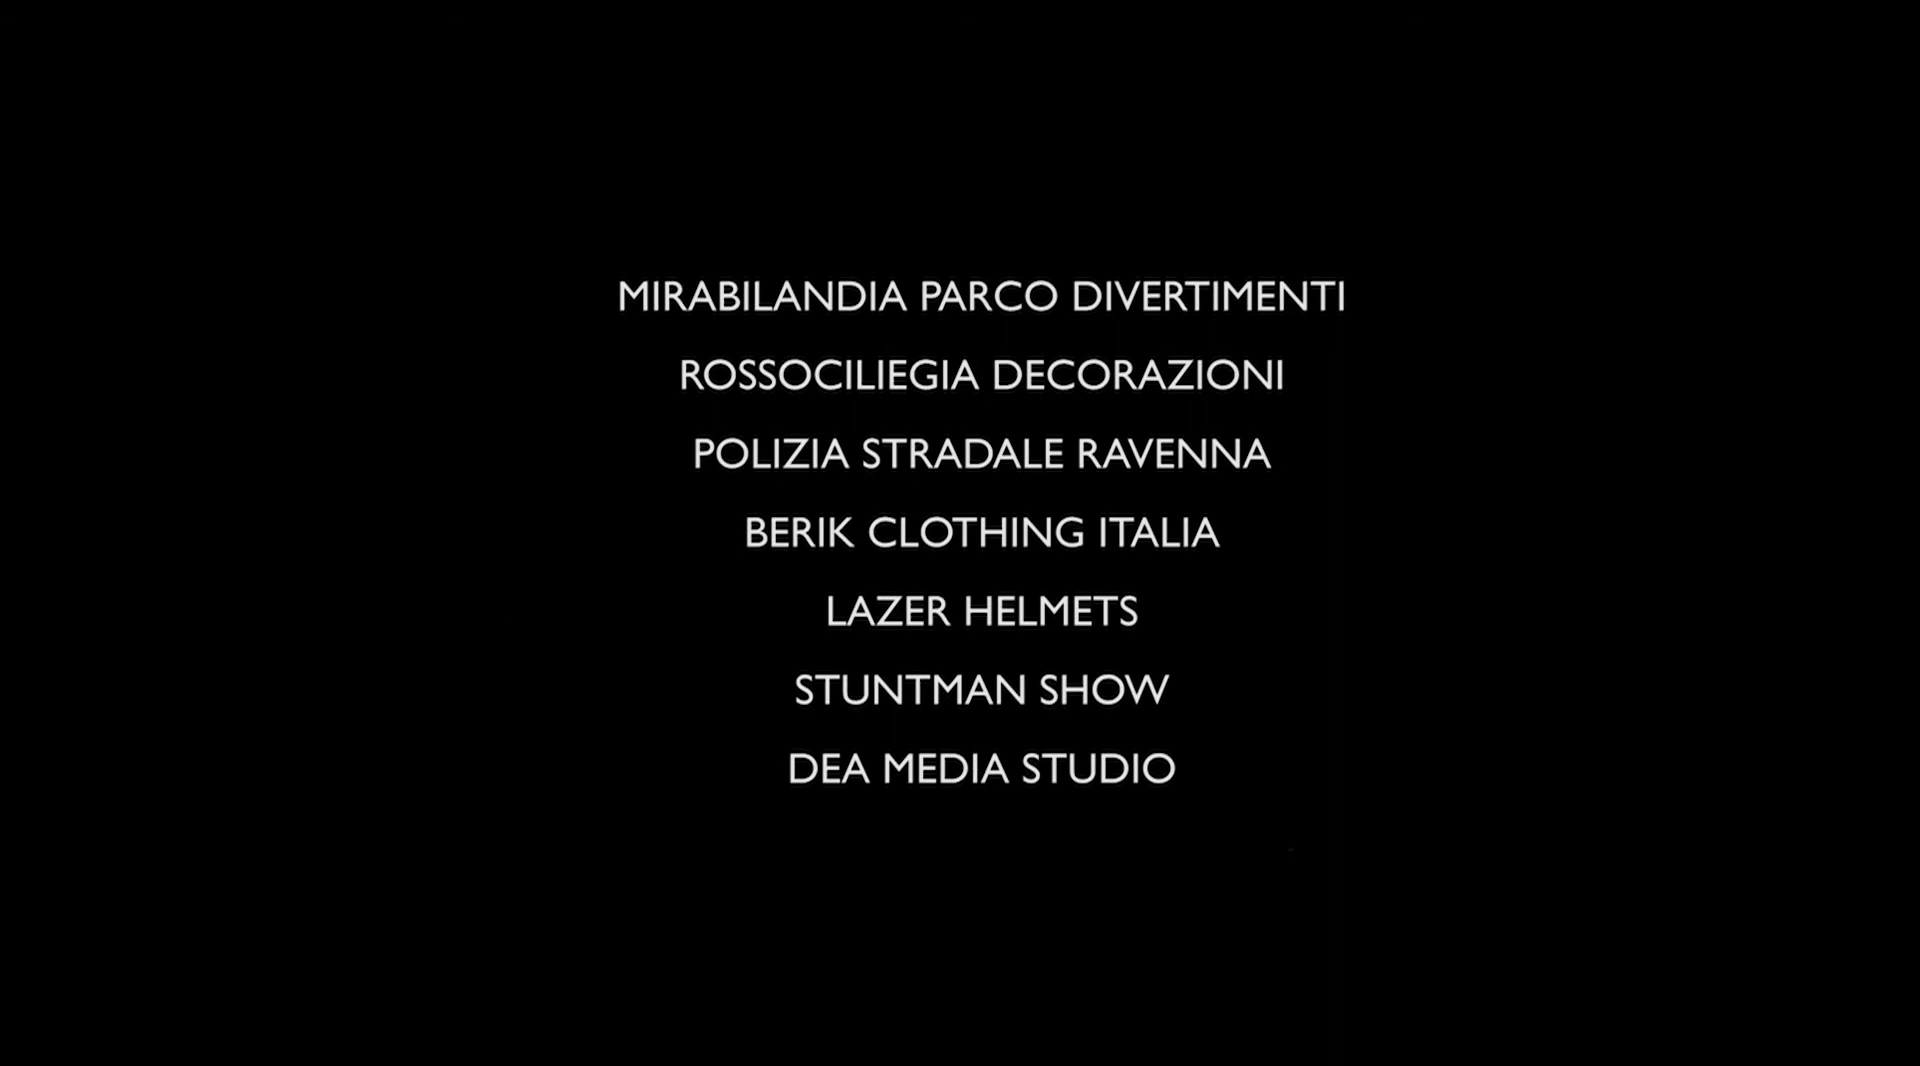 MIRABILANDIA PARCO DIVERTIMENTI
ROSSOCILIEGIA DECORAZIONI
POLIZIA STRADALE RAVENNA
BERIK CLOTHING ITALIA
LAZER HELMETS
STUNTMAN SHOW
DEA MEDIA STUDIO